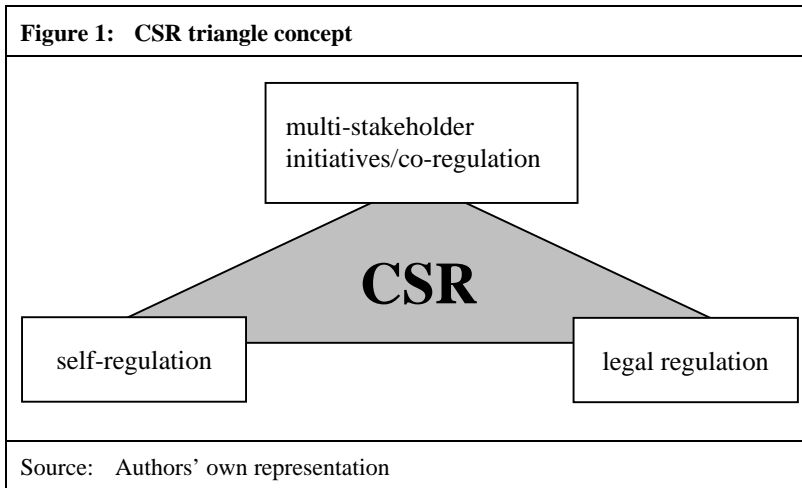 Figure 1: CSR triangle concept
multi-stakeholder
initiatives/co-regulation
CSR
self-regulation
legal regulation
Source: Authors’ own representation